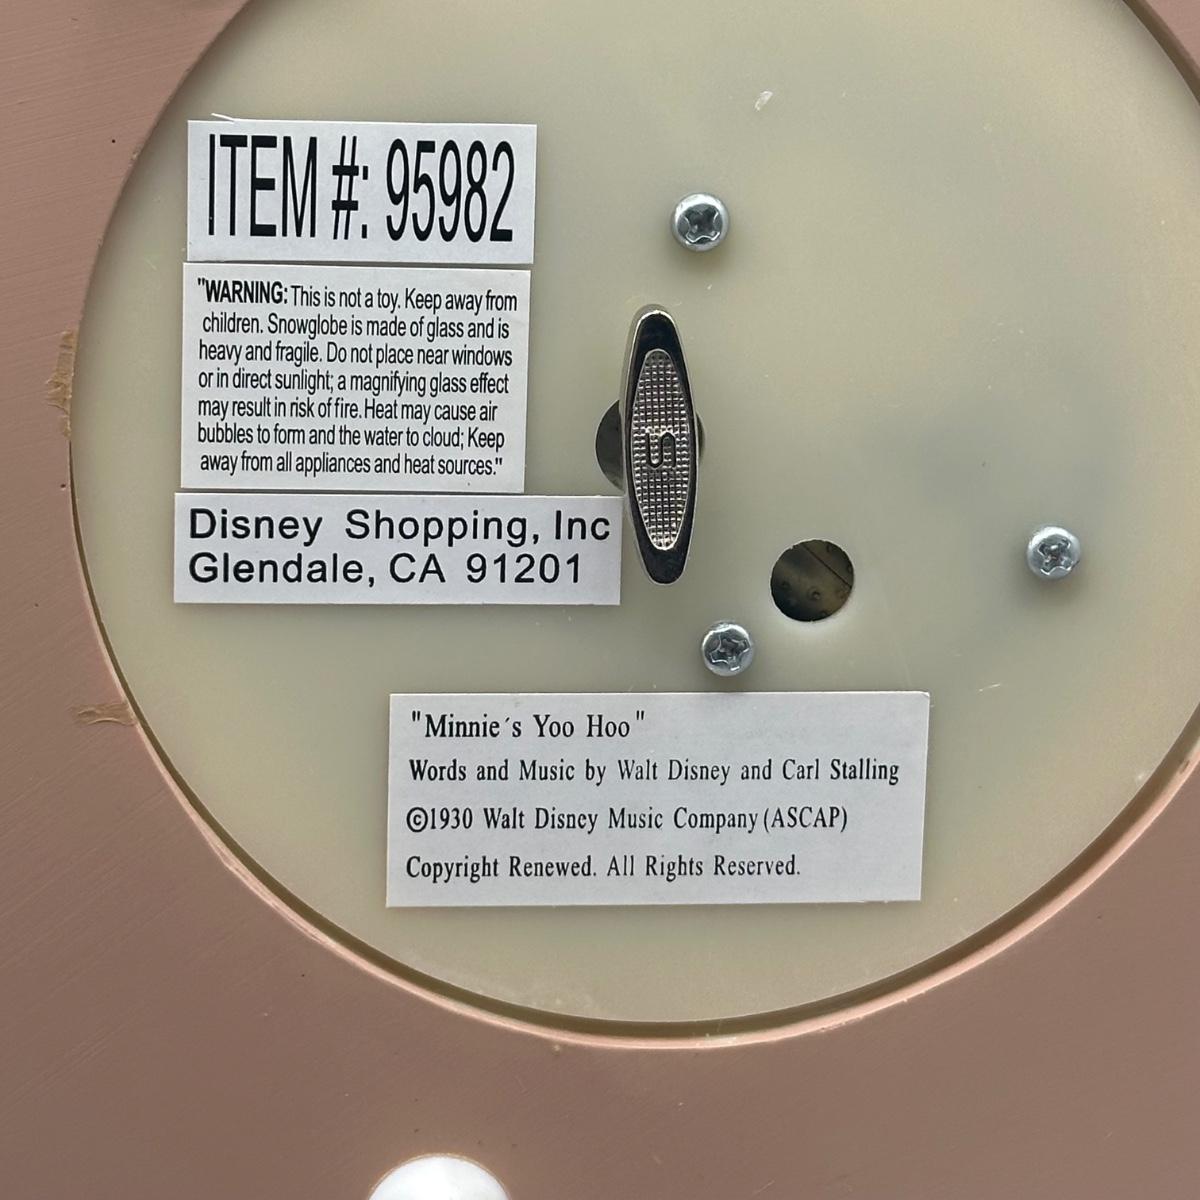 ITEM #: 95982
"WARNING: This is not a toy. Keep away from
children. Snowglobe is made of glass and is
heavy and fragile. Do not place near windows
or in direct sunlight; a magnifying glass effect
may result in risk of fire. Heat may cause air
bubbles to form and the water to cloud; Keep
away from all appliances and heat sources."
Disney Shopping, Inc
Glendale, CA 91201
S
"Minnie´s Yoo Hoo"
Words and Music by Walt Disney and Carl Stalling
©1930 Walt Disney Music Company (ASCAP)
Copyright Renewed. All Rights Reserved.